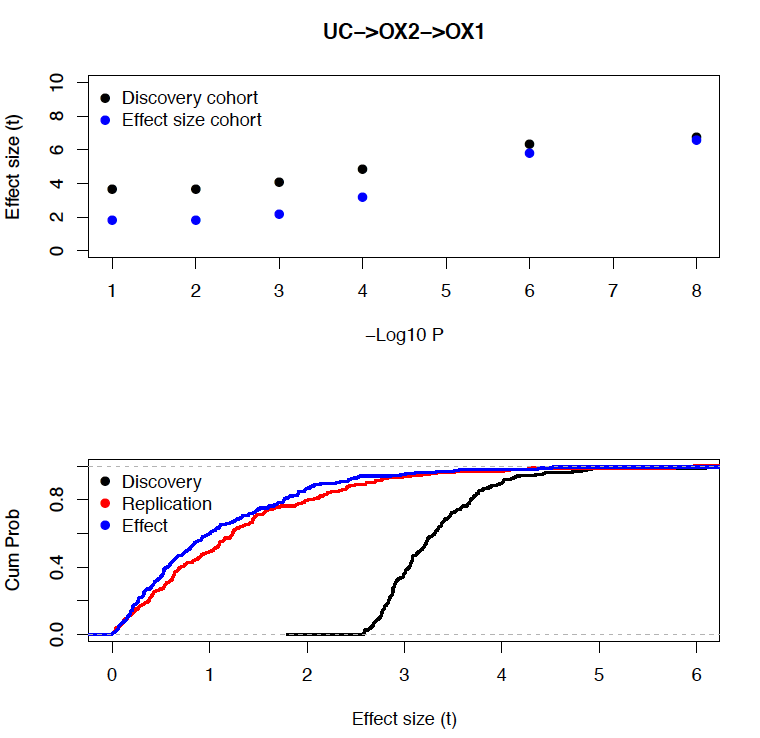 UC−>OX2−>OX1
Effect size (t)
10
8
6
4
2
0
Discovery cohort
Effect size cohort
1 2 3 4 5 6 7 8
−Log10 P
Cum Prob
0.8
0.4
0.0
Discovery
Replication
Effect
0 1 2 3 4 5 6
Effect size (t)